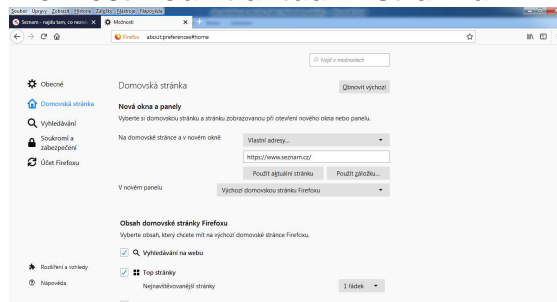 Soubor Úpravy Zobrazit Historie Záložky Nástroje Nápověda
Seznam - najdu tam, co neznám
Možnosti
Firefox about:preferences#home
Najít v možnostech
Obecné
Domovská stránka
Vyhledávání
Soukromí a
zabezpečení
Účet Firefoxu
Rozšíření a vzhledy
Nápověda
Domovská stránka
Obnovit výchozí
Nová okna a panely
Vyberte si domovskou stránku a stránku zobrazovanou při otevření nového okna nebo panelu.
Na domovské stránce a v novém okně
Vlastní adresy...
https://www.seznam.cz/
Použít aktuální stránku
Použít záložku...
V novém panelu
Výchozí domovskou stránku Firefoxu
Obsah domovské stránky Firefoxu
Vyberte obsah, který chcete mít na výchozí domovské stránce Firefoxu.
Vyhledávání na webu
Top stránky
Nejnavštěvovanější stránky
1 řádek